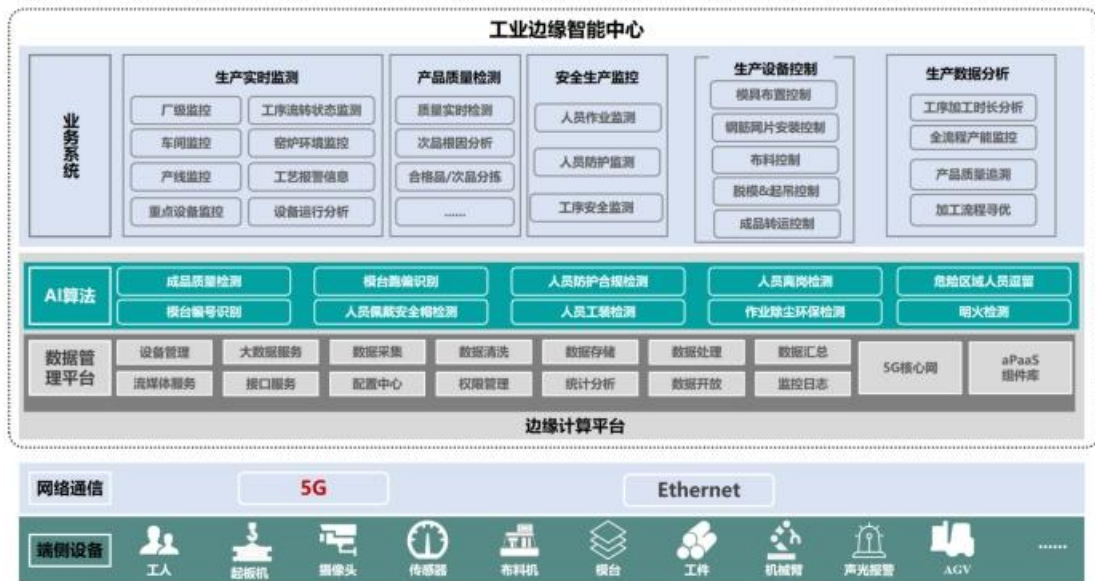 工业边缘智能中心
业务系统
生产实时监测
厂级监控
工序流转状态监测
车间监控
窑炉环境监控
产线监控
工艺报警信息
重点设备监控
设备运行分析
产品质量检测
质量实时检测
次品根因分析
合格品/次品分拣
......
安全生产监控
人员作业监测
人员防护监测
工序安全监测
生产设备控制
模具布置控制
钢筋网片安装控制
布料控制
脱模&起吊控制
成品转运控制
生产数据分析
工序加工时长分析
全流程产能监控
产品质量追溯
加工流程寻优
AI算法
成品质量检测
模台跑偏识别
人员防护合规检测
人员离岗检测
危险区域人员逗留
模台编号识别
人员佩戴安全帽检测
人员工装检测
作业除尘环保检测
明火检测
数据管
理平台
设备管理
大数据服务
数据采集
数据清洗
数据存储
数据处理
数据汇总
流媒体服务
接口服务
配置中心
权限管理
统计分析
数据开放
监控日志
5G核心网
aPaaS
组件库
边缘计算平台
网络通信
5G
Ethernet
端侧设备
工人
起板机
摄像头
传感器
布料机
模台
工件
机械臂
声光报警
AGV
......